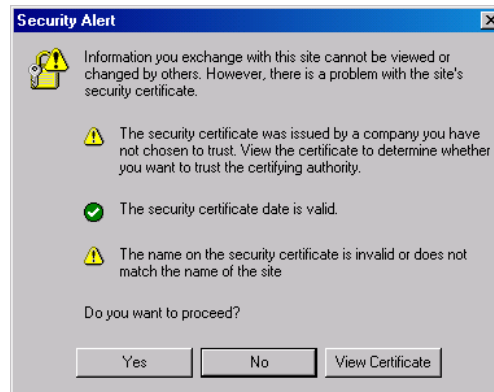 Security Alert
Information you exchange with this site cannot be viewed or
changed by others. However, there is a problem with the site's
security certificate.
The security certificate was issued by a company you have
not chosen to trust. View the certificate to determine whether
you want to trust the certifying authority.
The security certificate date is valid.
The name on the security certificate is invalid or does not
match the name of the site
Do you want to proceed?
Yes
No
View Certificate